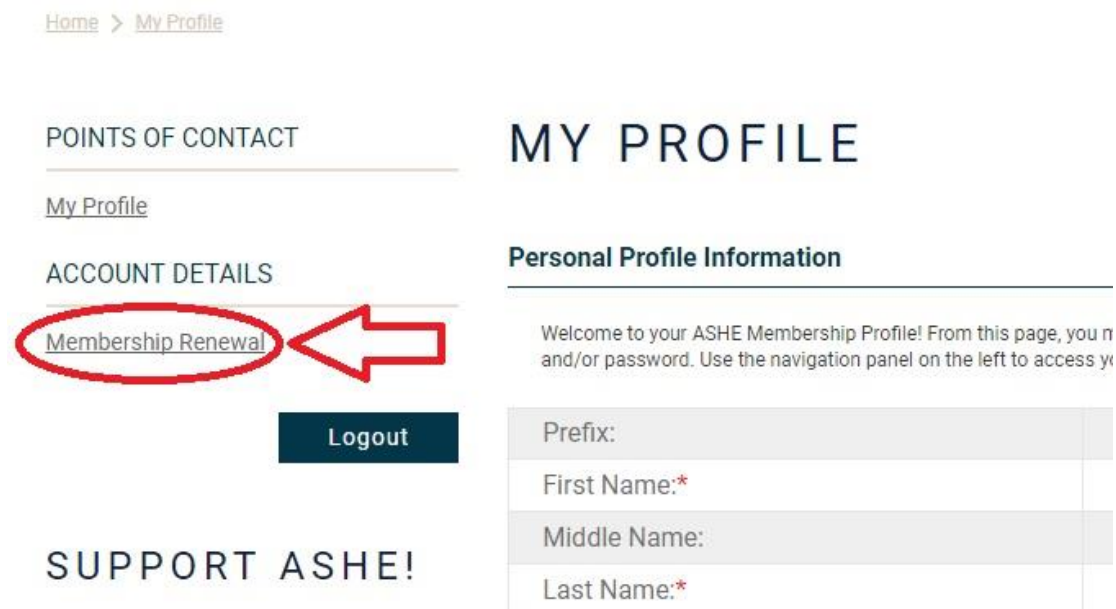 Home > My Profile
POINTS OF CONTACT
My Profile
ACCOUNT DETAILS
Membership Renewal
Logout
SUPPORT ASHE!
MY PROFILE
Personal Profile Information
Welcome to your ASHE Membership Profile! From this page, you
and/or password. Use the navigation panel on the left to access
Prefix:
First Name:*
Middle Name:
Last Name:*